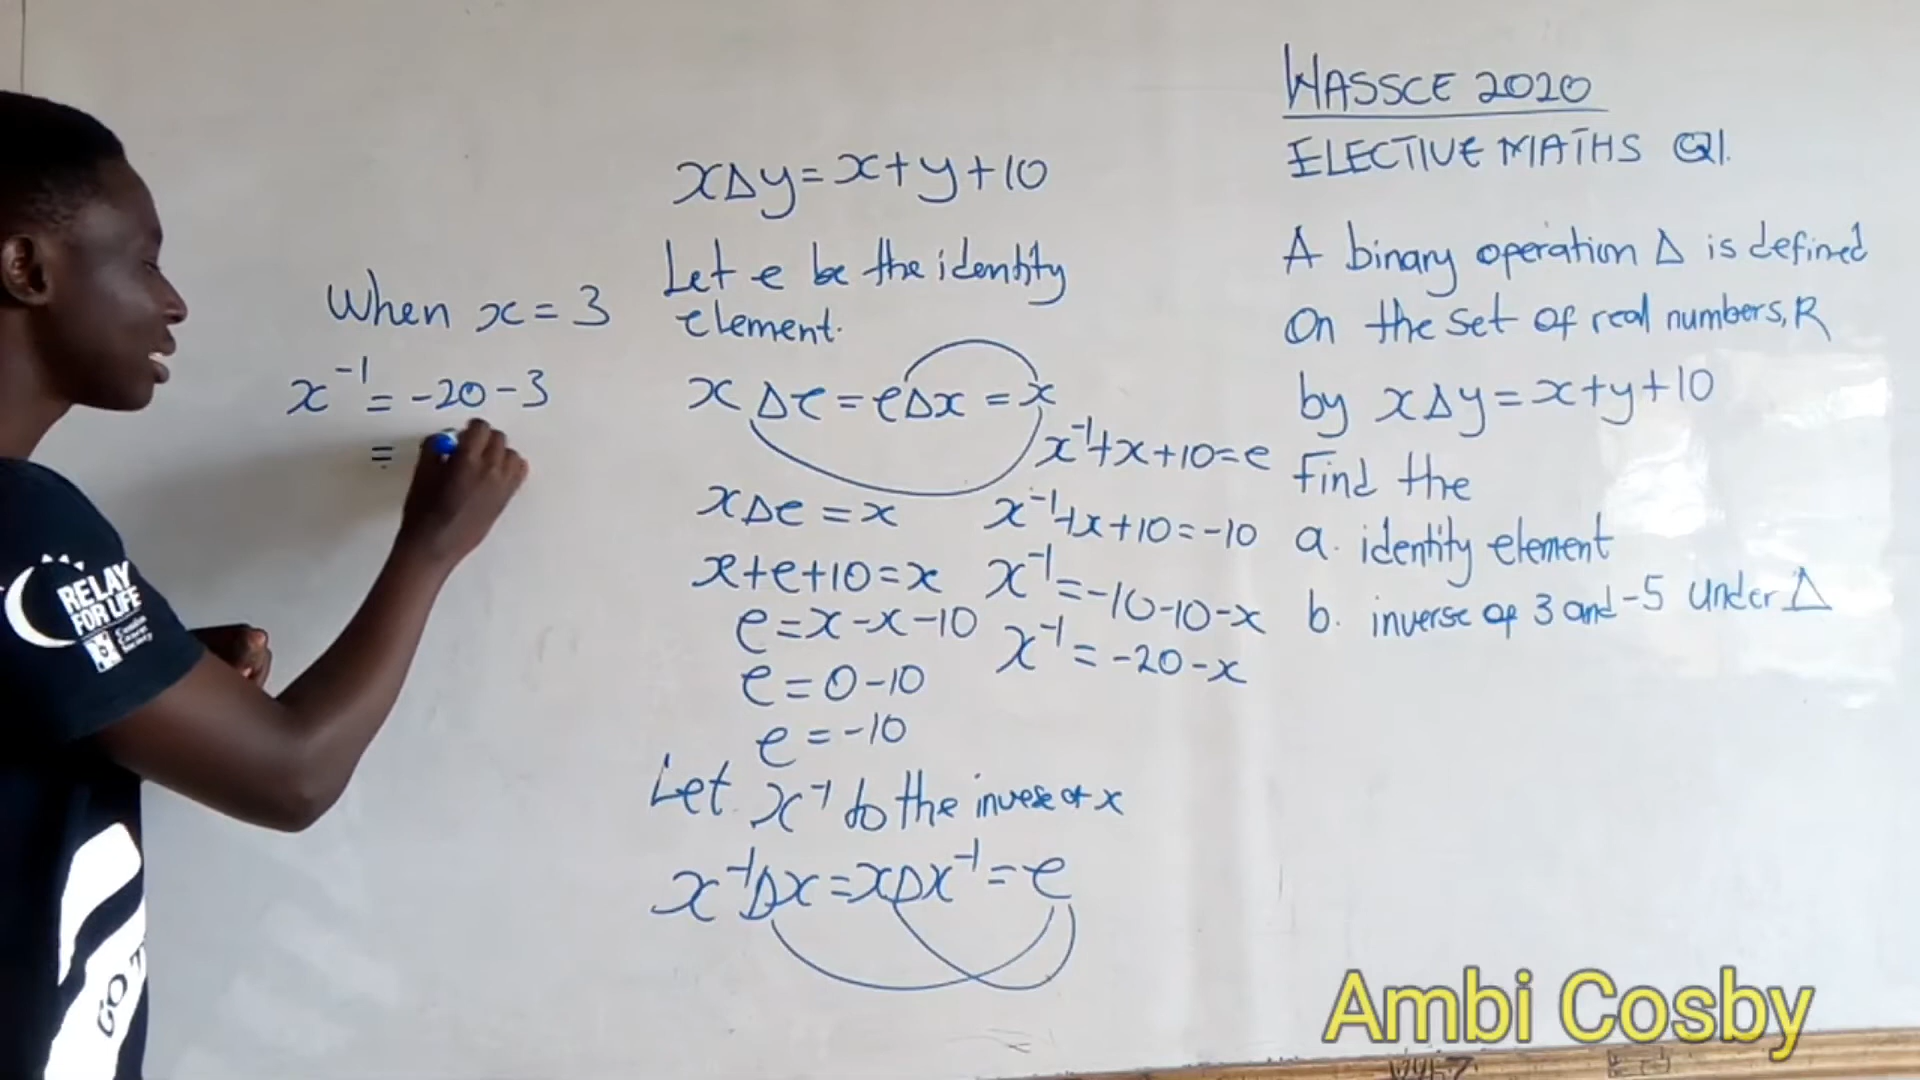 WASSCE 2020
ELECTIVE MATHS Q1.
A binary operation Δ is defined
on the set of real numbers, R
by xΔy=x+y+10
Find the
a. identity element
b. inverse of 3 and -5 under Δ
xΔy=x+y+10
Let e be the identity
element.
xΔe=eΔx=x
xΔe=x
x+e+10=x
e=x-x-10
e=0-10
e=-10
Let x⁻¹ to the inverse of x
x⁻¹Δx=xΔx⁻¹=e
x⁻¹+x+10=e
x⁻¹+x+10=-10
x⁻¹=-10-10-x
x⁻¹=-20-x
When x=3
x⁻¹=-20-3
=
RELAY
FOR LIFE
Ambi Cosby